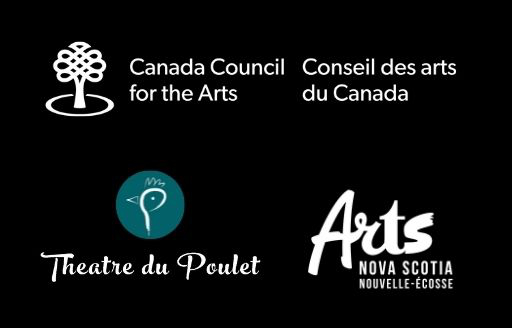 Canada Council
for the Arts
Conseil des arts
du Canada
Theatre du Poulet
Arts
NOVA SCOTIA
NOUVELLE-ÉCOSSE